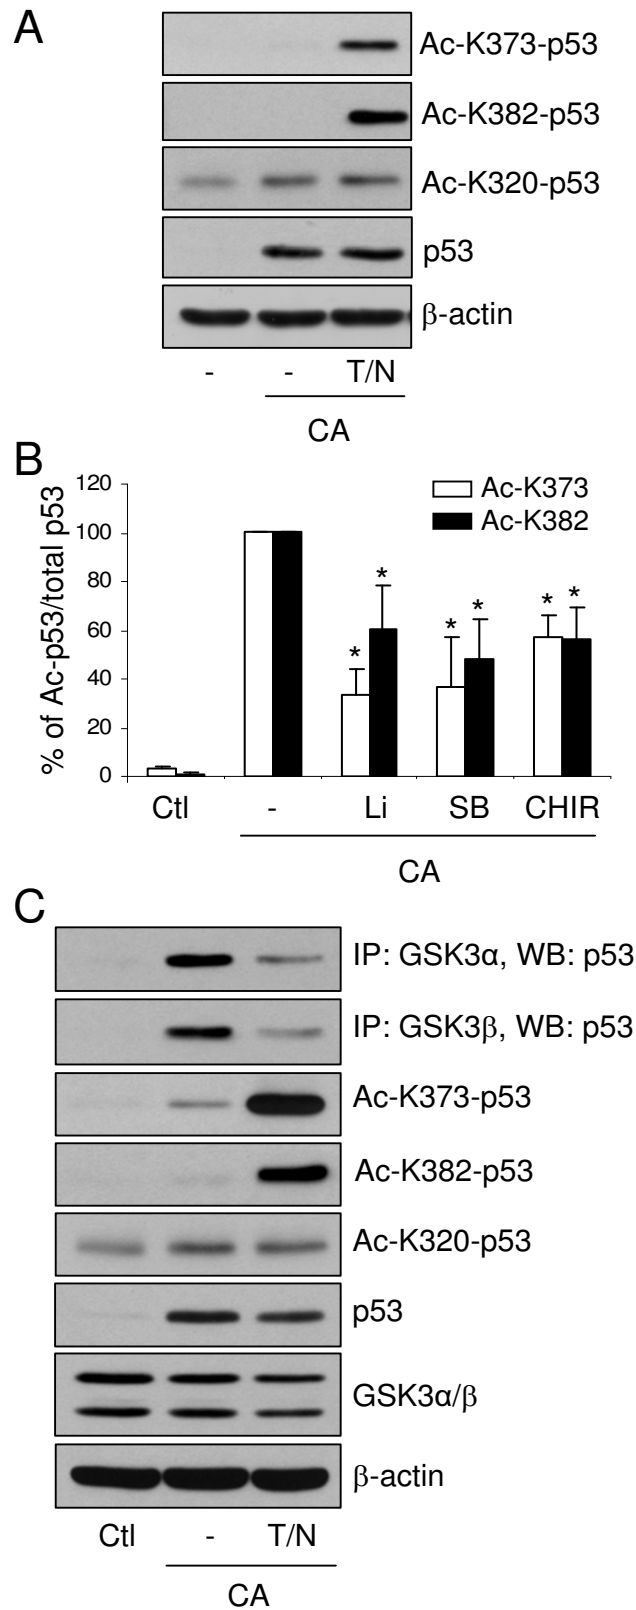 A
Ac-K373-p53
Ac-K382-p53
Ac-K320-p53
p53
β-actin
- - T/N
CA
B
% of Ac-p53/total p53
120
100
80
60
40
20
0
Ac-K373
Ac-K382
* * * * * *
Ctl - Li SB CHIR
CA
C
IP: GSK3α, WB: p53
IP: GSK3β, WB: p53
Ac-K373-p53
Ac-K382-p53
Ac-K320-p53
p53
GSK3α/β
β-actin
Ctl - T/N
CA